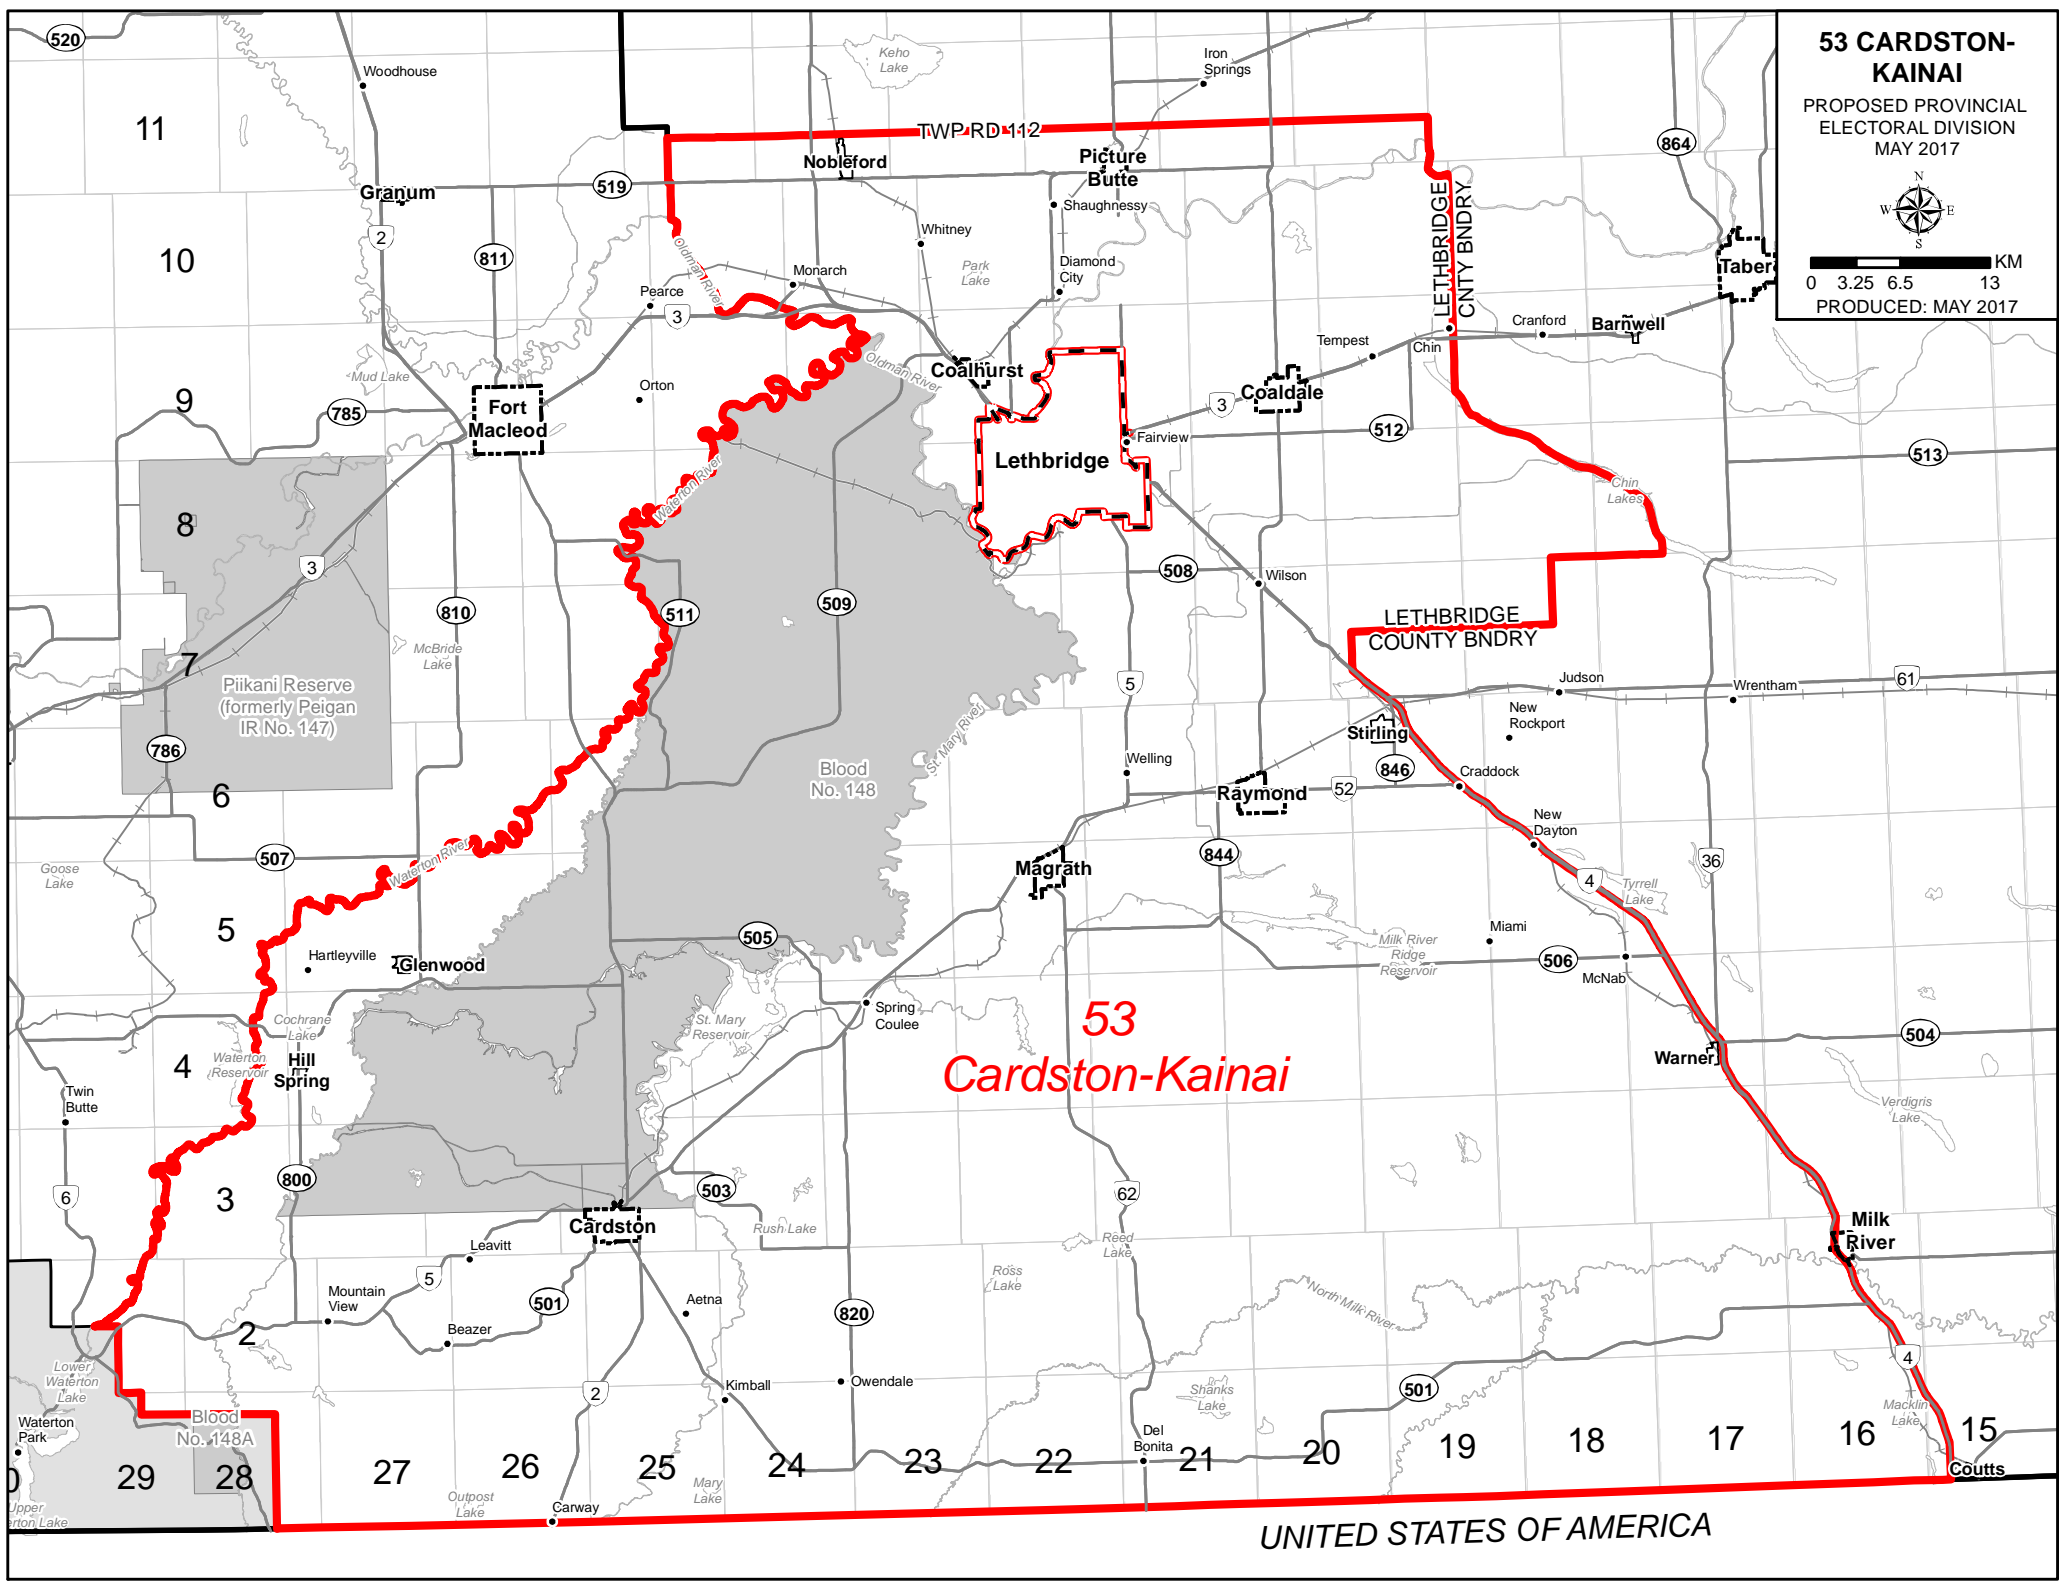 53 CARDSTON-
KAINAI
PROPOSED PROVINCIAL
ELECTORAL DIVISION
MAY 2017
N
W E
S
KM
0 3.25 6.5 13
PRODUCED: MAY 2017
520
Woodhouse
Keho
Lake
Iron
Springs
11
TWP RD 112
864
Nobleford
Picture
Butte
Granum
519
Shaughnessy
LETHBRIDGE
CNTY BNDRY
2
Whitney
10
811
Oldman River
Monarch
Park
Lake
Diamond
City
Taber
Pearce
3
Cranford
Barnwell
Tempest
Chin
Mud Lake
Orton
Oldman River
Coalhurst
Coaldale
9
785
Fort
Macleod
3
512
Fairview
513
Lethbridge
Waterton River
Chin
Lakes
8
3
508
Wilson
810
511
509
LETHBRIDGE
COUNTY BNDRY
McBride
Lake
7
Piikani Reserve
(formerly Peigan
IR No. 147)
5
Judson
61
Wrentham
New
Rockport
St. Mary River
Stirling
786
Welling
846
Craddock
Blood
No. 148
6
Raymond
52
New
Dayton
507
Waterton River
Goose
Lake
Magrath
844
36
4
Tyrrell
Lake
5
505
Miami
Hartleyville
Glenwood
Milk River
Ridge
Reservoir
506
McNab
Spring
Coulee
53
Cardston-Kainai
Cochrane
Lake
St. Mary
Reservoir
504
4
Waterton
Reservoir
Hill
Spring
Warner
Twin
Butte
Verdigris
Lake
6
3
800
503
62
Cardston
Rush Lake
Milk
River
Leavitt
Reed
Lake
5
Ross
Lake
Mountain
View
501
Aetna
820
North Milk River
2
Beazer
4
Lower
Waterton
Lake
2
Kimball
Owendale
Shanks
Lake
501
Macklin
Lake
Waterton
Park
Blood
No. 148A
Del
Bonita
29
28
27
26
25
24
23
22
21
20
19
18
17
16
15
Coutts
Outpost
Lake
Mary
Lake
Carway
Upper
erton Lake
UNITED STATES OF AMERICA